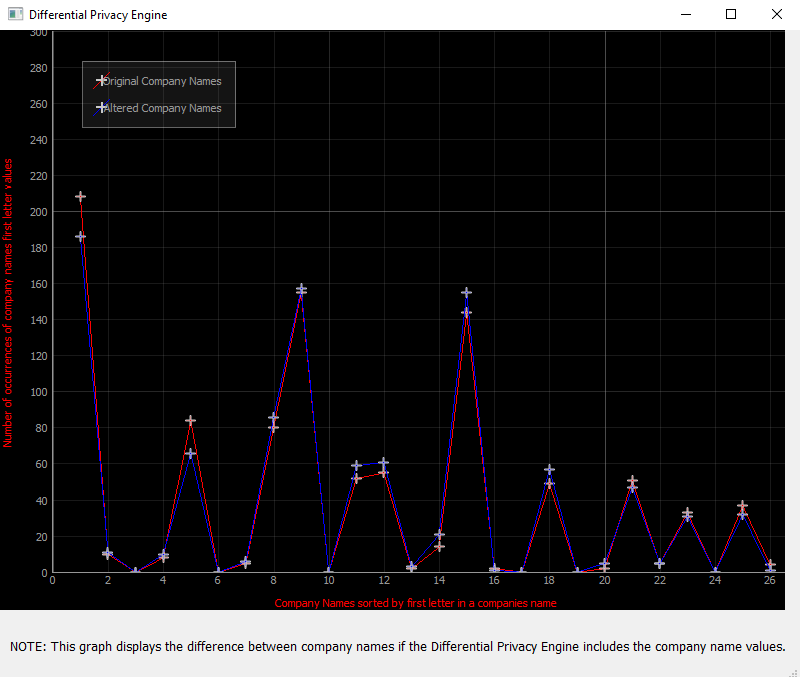 Differential Privacy Engine
300
280
260
240
220
200
180
160
140
120
100
80
60
40
20
0
Original Company Names
Altered Company Names
Number of occurrences of company names first letter values
0 2 4 6 8 10 12 14 16 18 20 22 24 26
Company Names sorted by first letter in a companies name
NOTE: This graph displays the difference between company names if the Differential Privacy Engine includes the company name values.